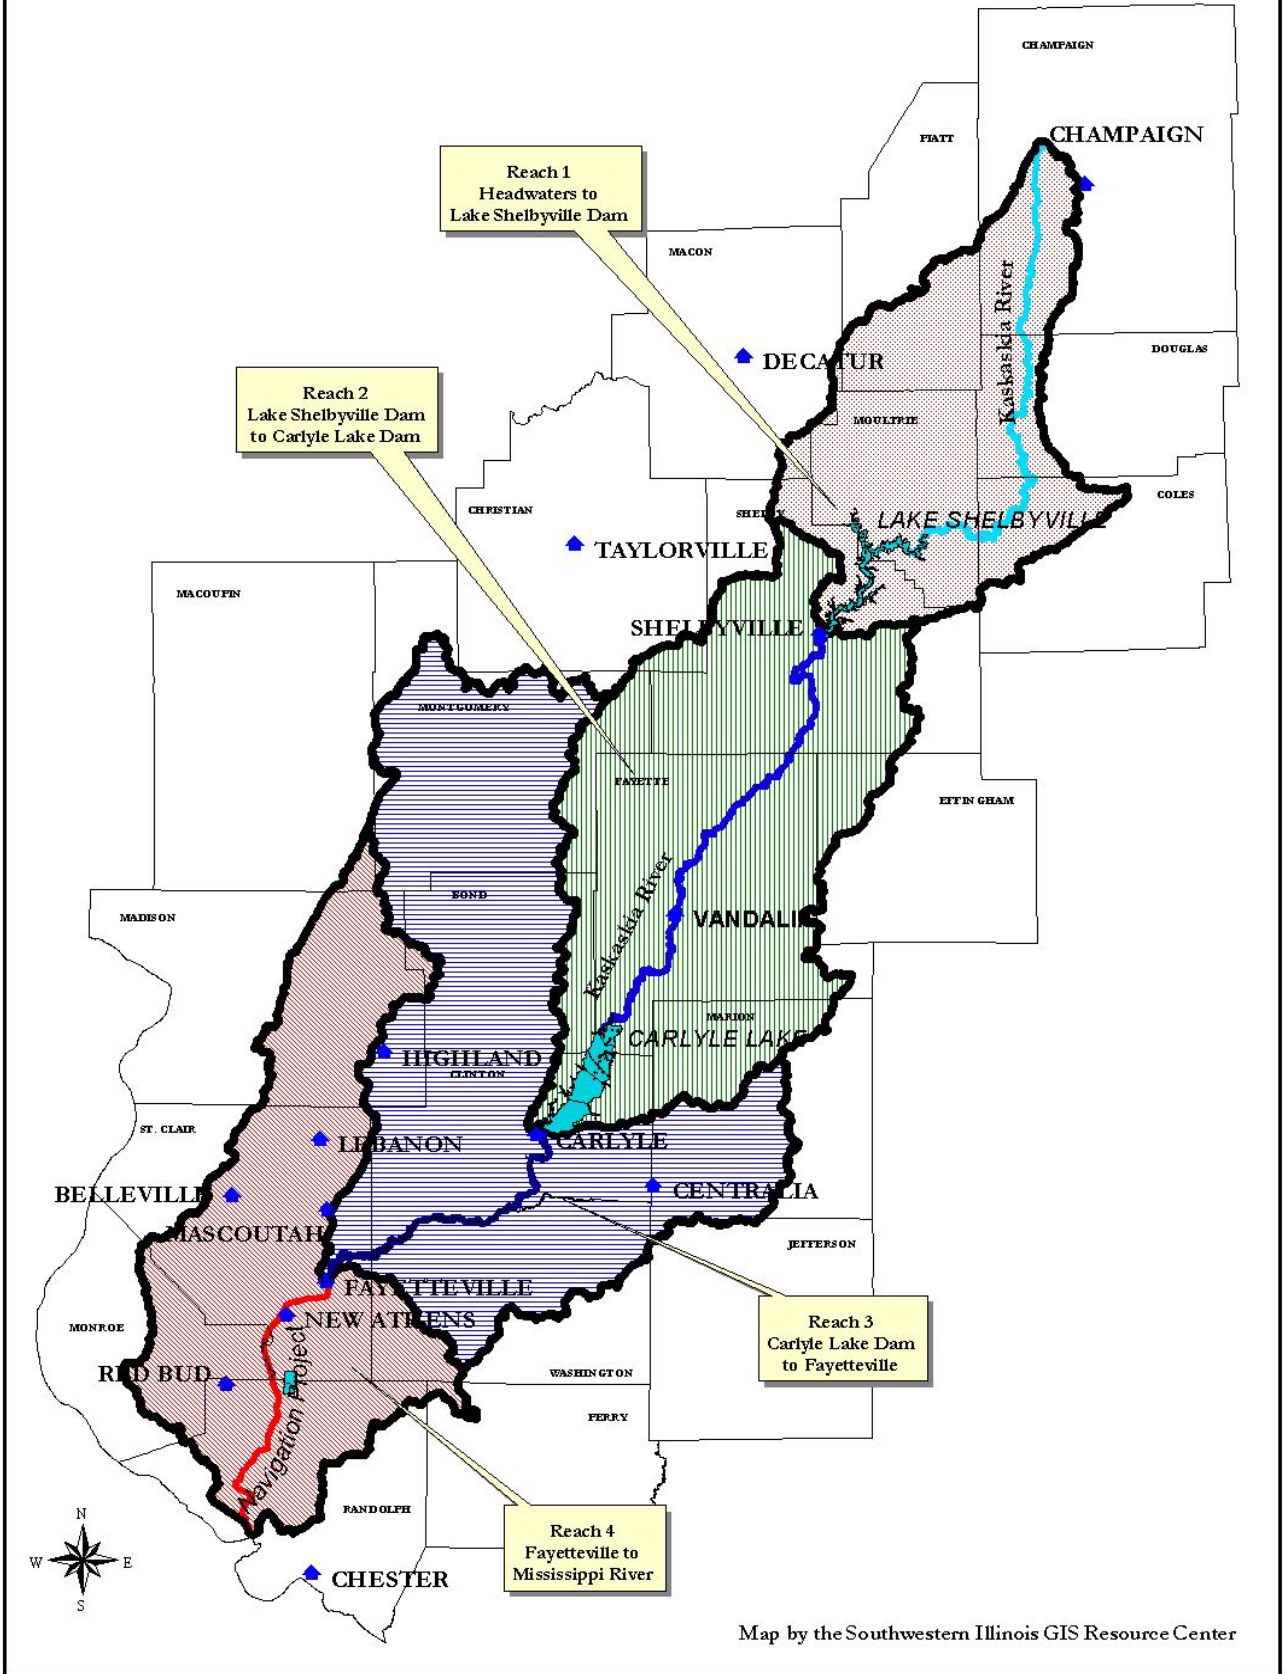 CHAMPAIGN
CHAMPAIGN
PIATT
Reach 1
Headwaters to
Lake Shelbyville Dam
MACON
Kaskaskia River
DECATUR
DOUGLAS
Reach 2
Lake Shelbyville Dam
to Carlyle Lake Dam
MOULTRIE
COLES
CHRISTIAN
SHELBY
LAKE SHELBYVILLE
TAYLORVILLE
MACOUPIN
SHELBYVILLE
MONTGOMERY
FAYETTE
EFFINGHAM
BOND
Kaskaskia River
MADISON
VANDALIA
MARION
CARLYLE LAKE
HIGHLAND
CLINTON
ST. CLAIR
LEBANON
CARLYLE
BELLEVILLE
CENTRALIA
MASCOUTAH
JEFFERSON
FAYETTEVILLE
NEW ATHENS
MONROE
Reach 3
Carlyle Lake Dam
to Fayetteville
RED BUD
WASHINGTON
Navigation Project
PERRY
RANDOLPH
Reach 4
Fayetteville to
Mississippi River
N
W E
S
CHESTER
Map by the Southwestern Illinois GIS Resource Center